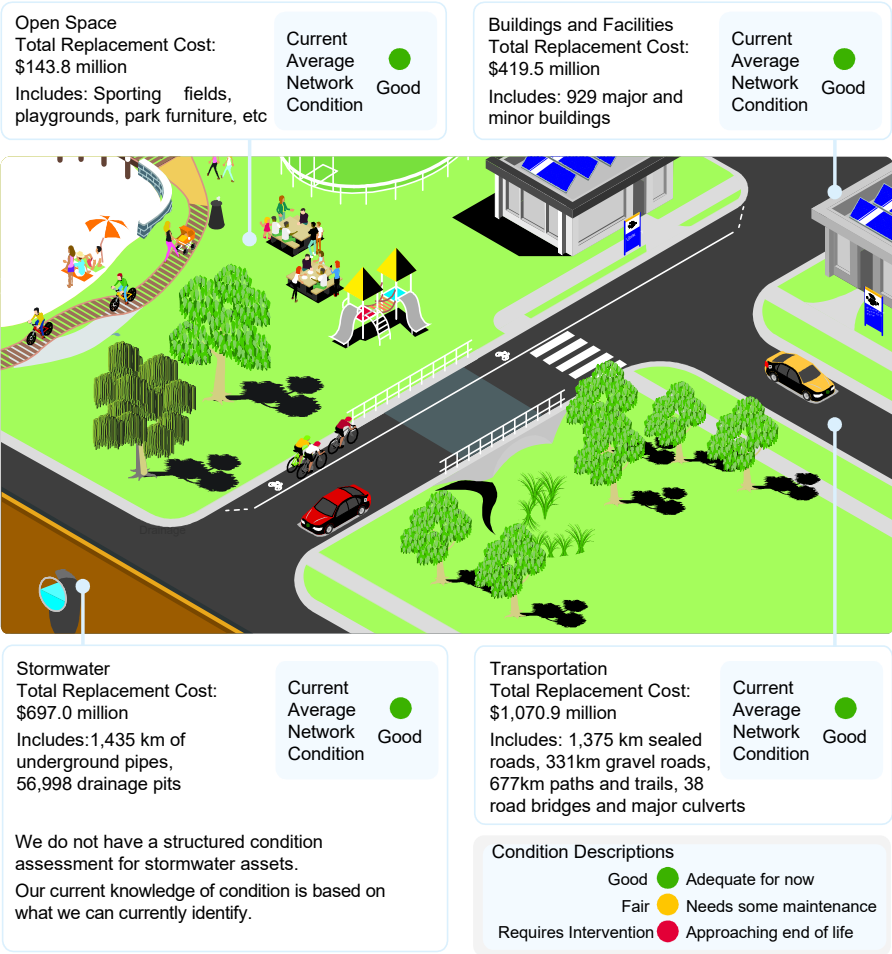 Open Space
Total Replacement Cost:
$143.8 million
Includes: Sporting fields,
playgrounds, park furniture, etc
Current
Average
Network
Condition
Good
Buildings and Facilities
Total Replacement Cost:
$419.5 million
Includes: 929 major and
minor buildings
Current
Average
Network
Condition
Good
Drainage
Stormwater
Total Replacement Cost:
$697.0 million
Includes:1,435 km of
underground pipes,
56,998 drainage pits
Current
Average
Network
Condition
Good
We do not have a structured condition
assessment for stormwater assets.
Our current knowledge of condition is based on
what we can currently identify.
Transportation
Total Replacement Cost:
$1,070.9 million
Includes: 1,375 km sealed
roads, 331km gravel roads,
677km paths and trails, 38
road bridges and major culverts
Current
Average
Network
Condition
Good
Condition Descriptions
Good Adequate for now
Fair Needs some maintenance
Requires Intervention Approaching end of life